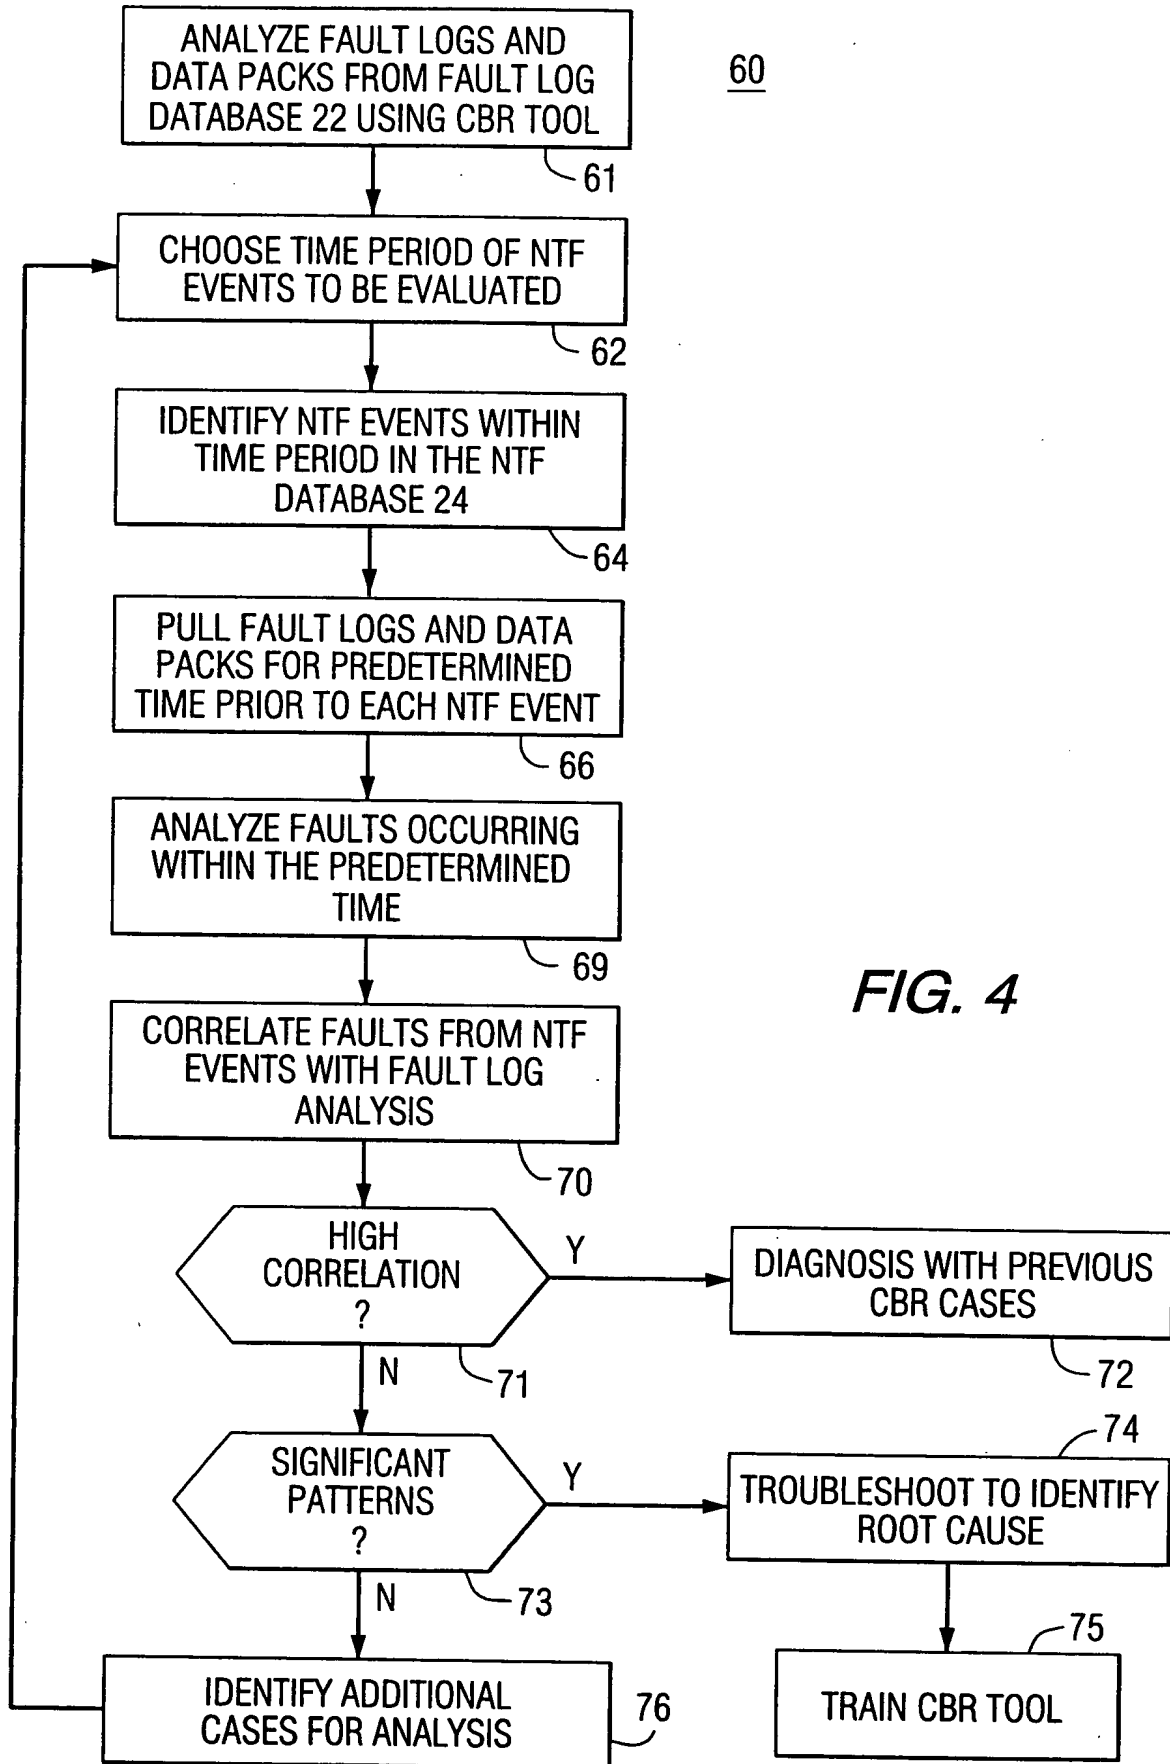 ANALYZE FAULT LOGS AND
DATA PACKS FROM FAULT LOG
DATABASE 22 USING CBR TOOL
60
61
CHOOSE TIME PERIOD OF NTF
EVENTS TO BE EVALUATED
62
IDENTIFY NTF EVENTS WITHIN
TIME PERIOD IN THE NTF
DATABASE 24
64
PULL FAULT LOGS AND DATA
PACKS FOR PREDETERMINED
TIME PRIOR TO EACH NTF EVENT
66
ANALYZE FAULTS OCCURRING
WITHIN THE PREDETERMINED
TIME
69
FIG. 4
CORRELATE FAULTS FROM NTF
EVENTS WITH FAULT LOG
ANALYSIS
70
HIGH
CORRELATION
?
Y
DIAGNOSIS WITH PREVIOUS
CBR CASES
N
71
72
SIGNIFICANT
PATTERNS
?
Y
74
TROUBLESHOOT TO IDENTIFY
ROOT CAUSE
N
73
75
IDENTIFY ADDITIONAL
CASES FOR ANALYSIS
76
TRAIN CBR TOOL